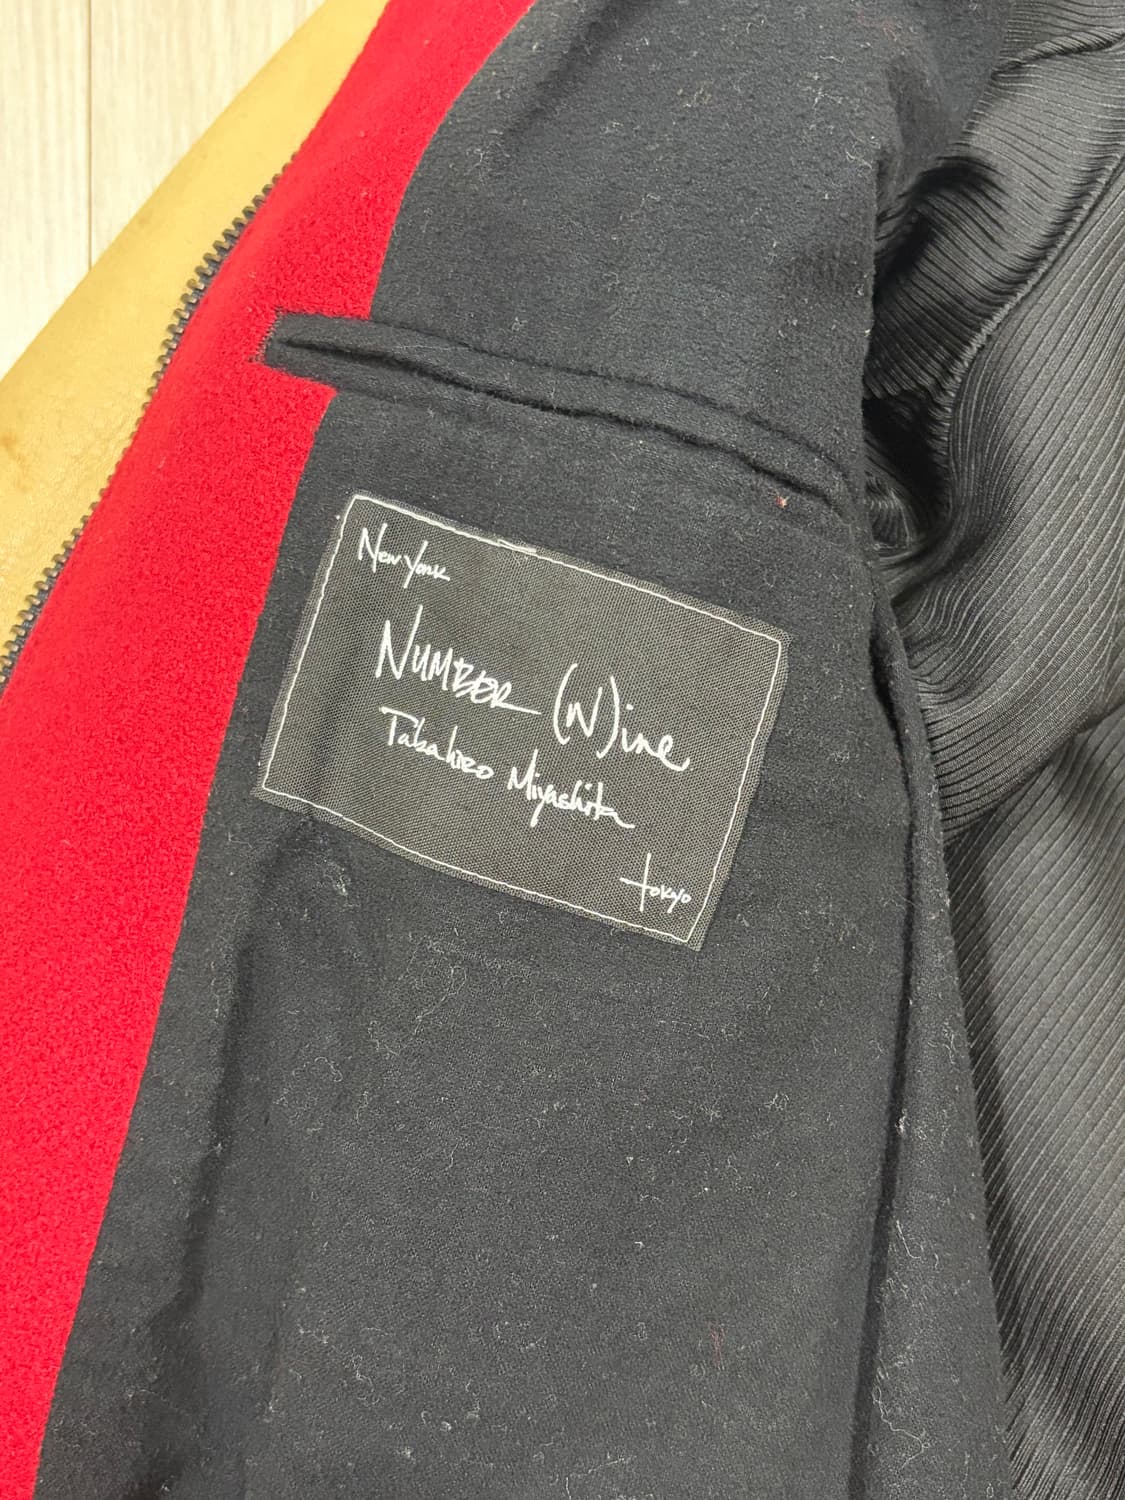 New York
NUMBER (N)ine
Takahiro Miyashita
tokyo